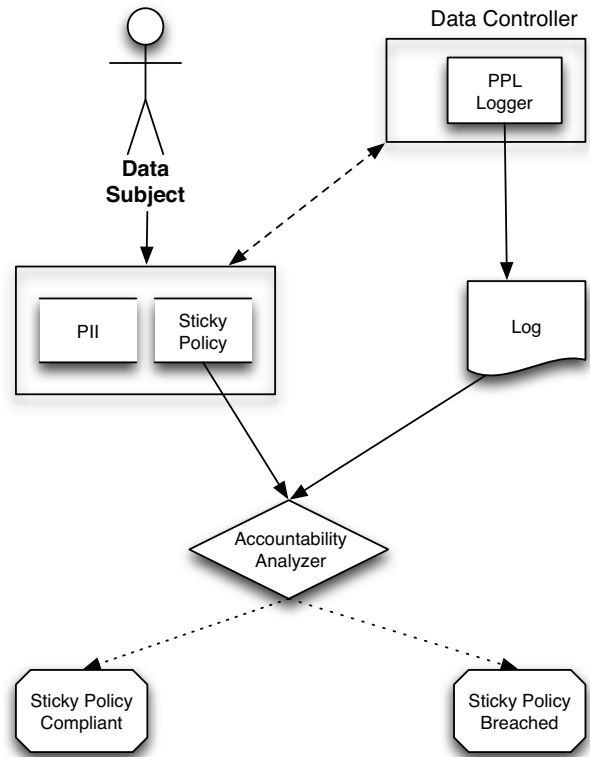 Data Controller
PPL
Logger
Data
Subject
PII
Sticky
Policy
Log
Accountability
Analyzer
Sticky Policy
Compliant
Sticky Policy
Breached